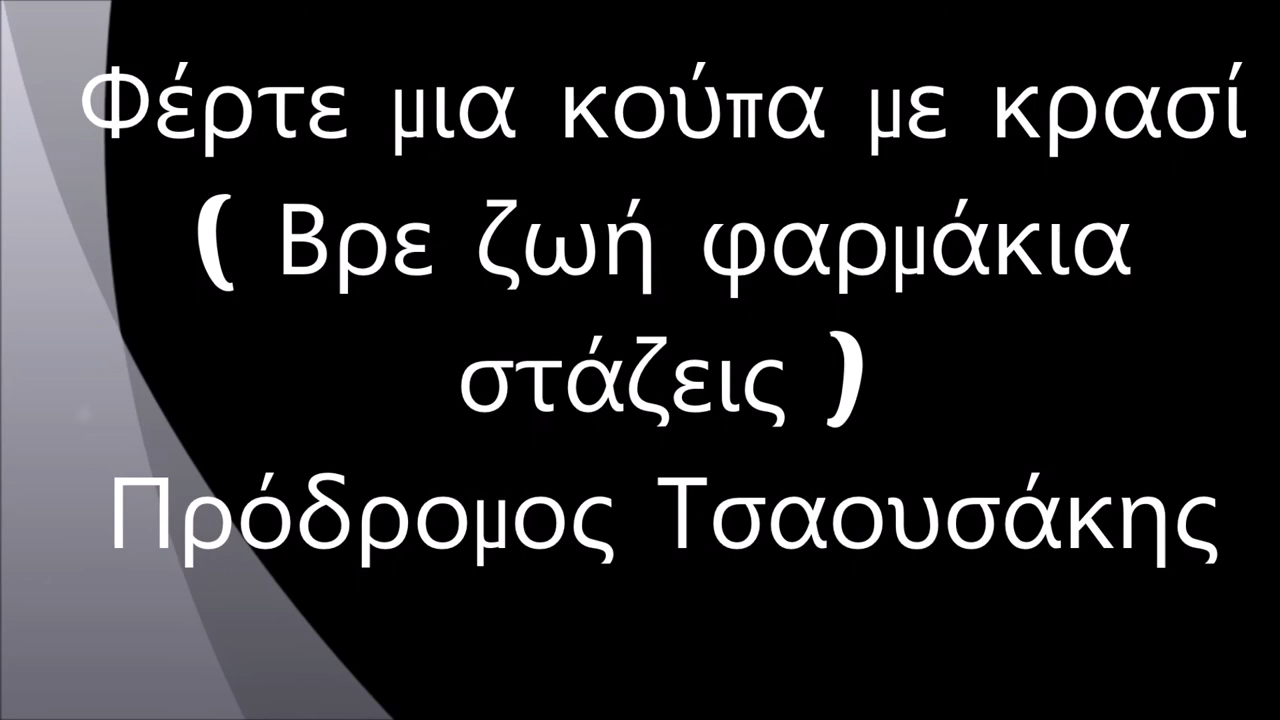 Φέρτε μια κούπα με κρασί
( Βρε ζωή φαρμάκια
στάζεις )
Πρόδρομος Τσαουσάκης